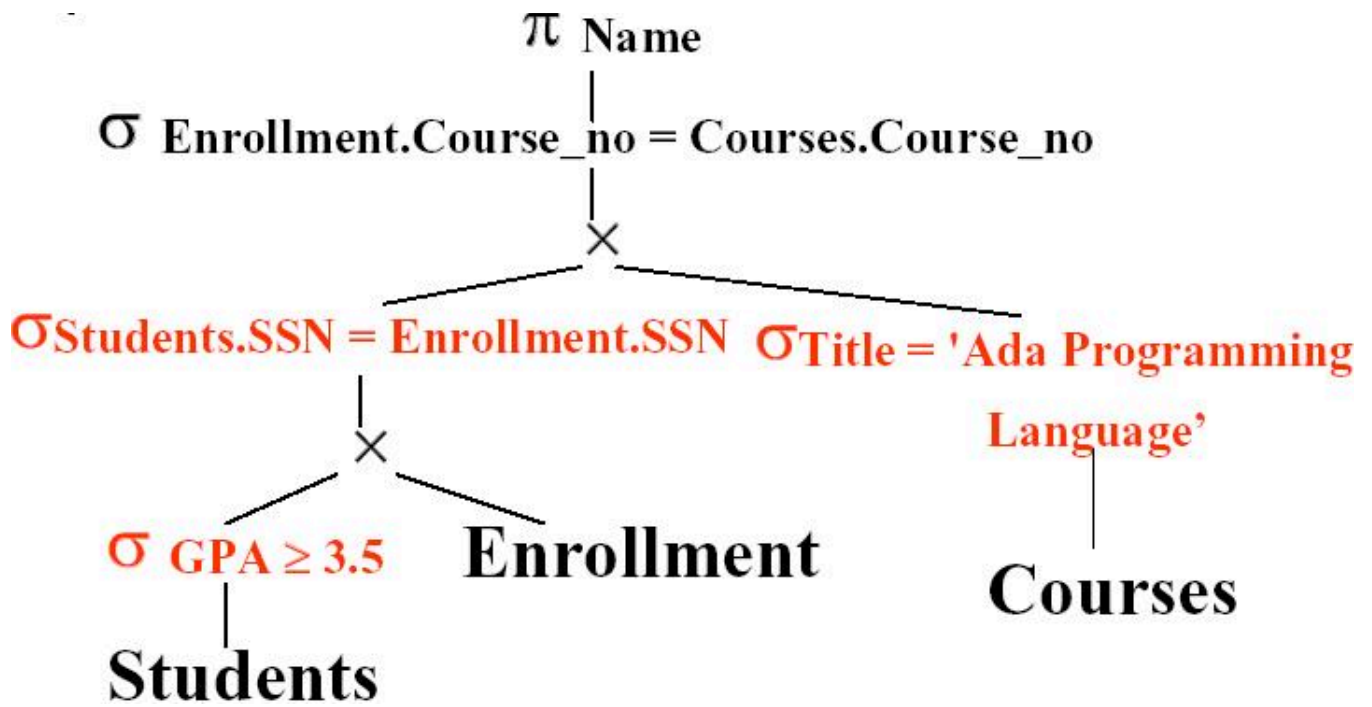 π Name
σ Enrollment.Course_no = Courses.Course_no
×
σStudents.SSN = Enrollment.SSN σTitle = 'Ada Programming
Language’
×
σ GPA ≥ 3.5
Enrollment
Courses
Students